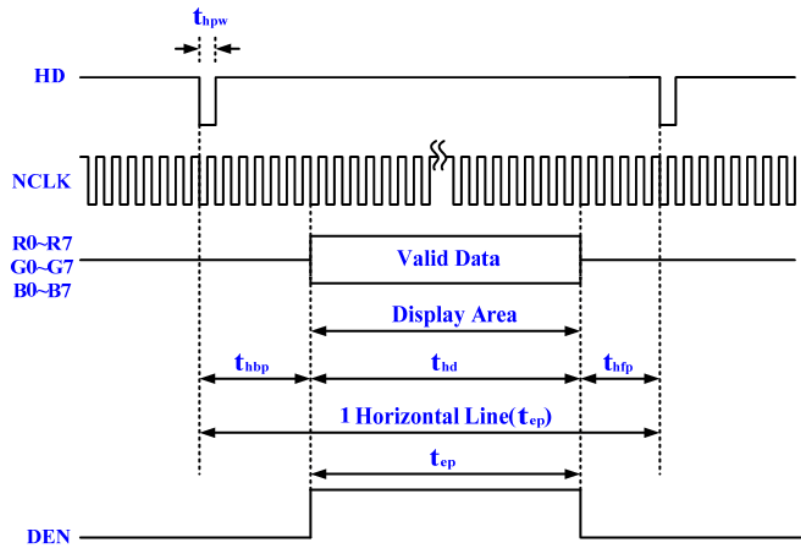 thpw
HD
NCLK
R0~R7
G0~G7
B0~B7
Valid Data
Display Area
thbp
thd
thfp
1 Horizontal Line(tep)
tep
DEN